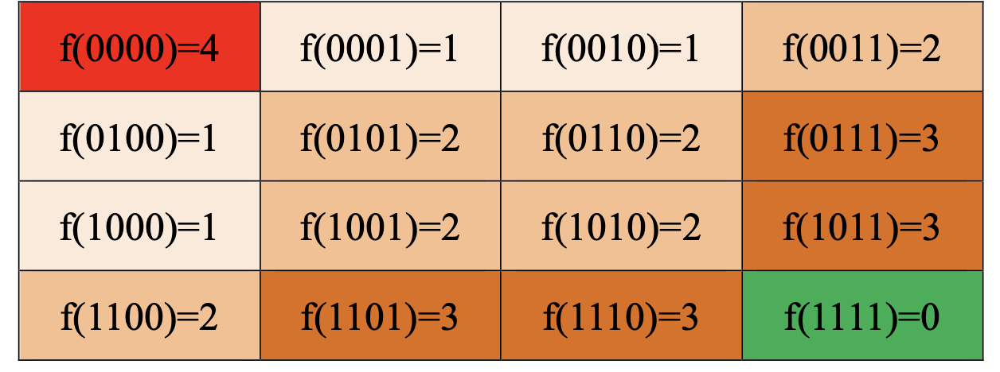 f(0000)=4 f(0001)=1 f(0010)=1 f(0011)=2
f(0100)=1 f(0101)=2 f(0110)=2 f(0111)=3
f(1000)=1 f(1001)=2 f(1010)=2 f(1011)=3
f(1100)=2 f(1101)=3 f(1110)=3 f(1111)=0